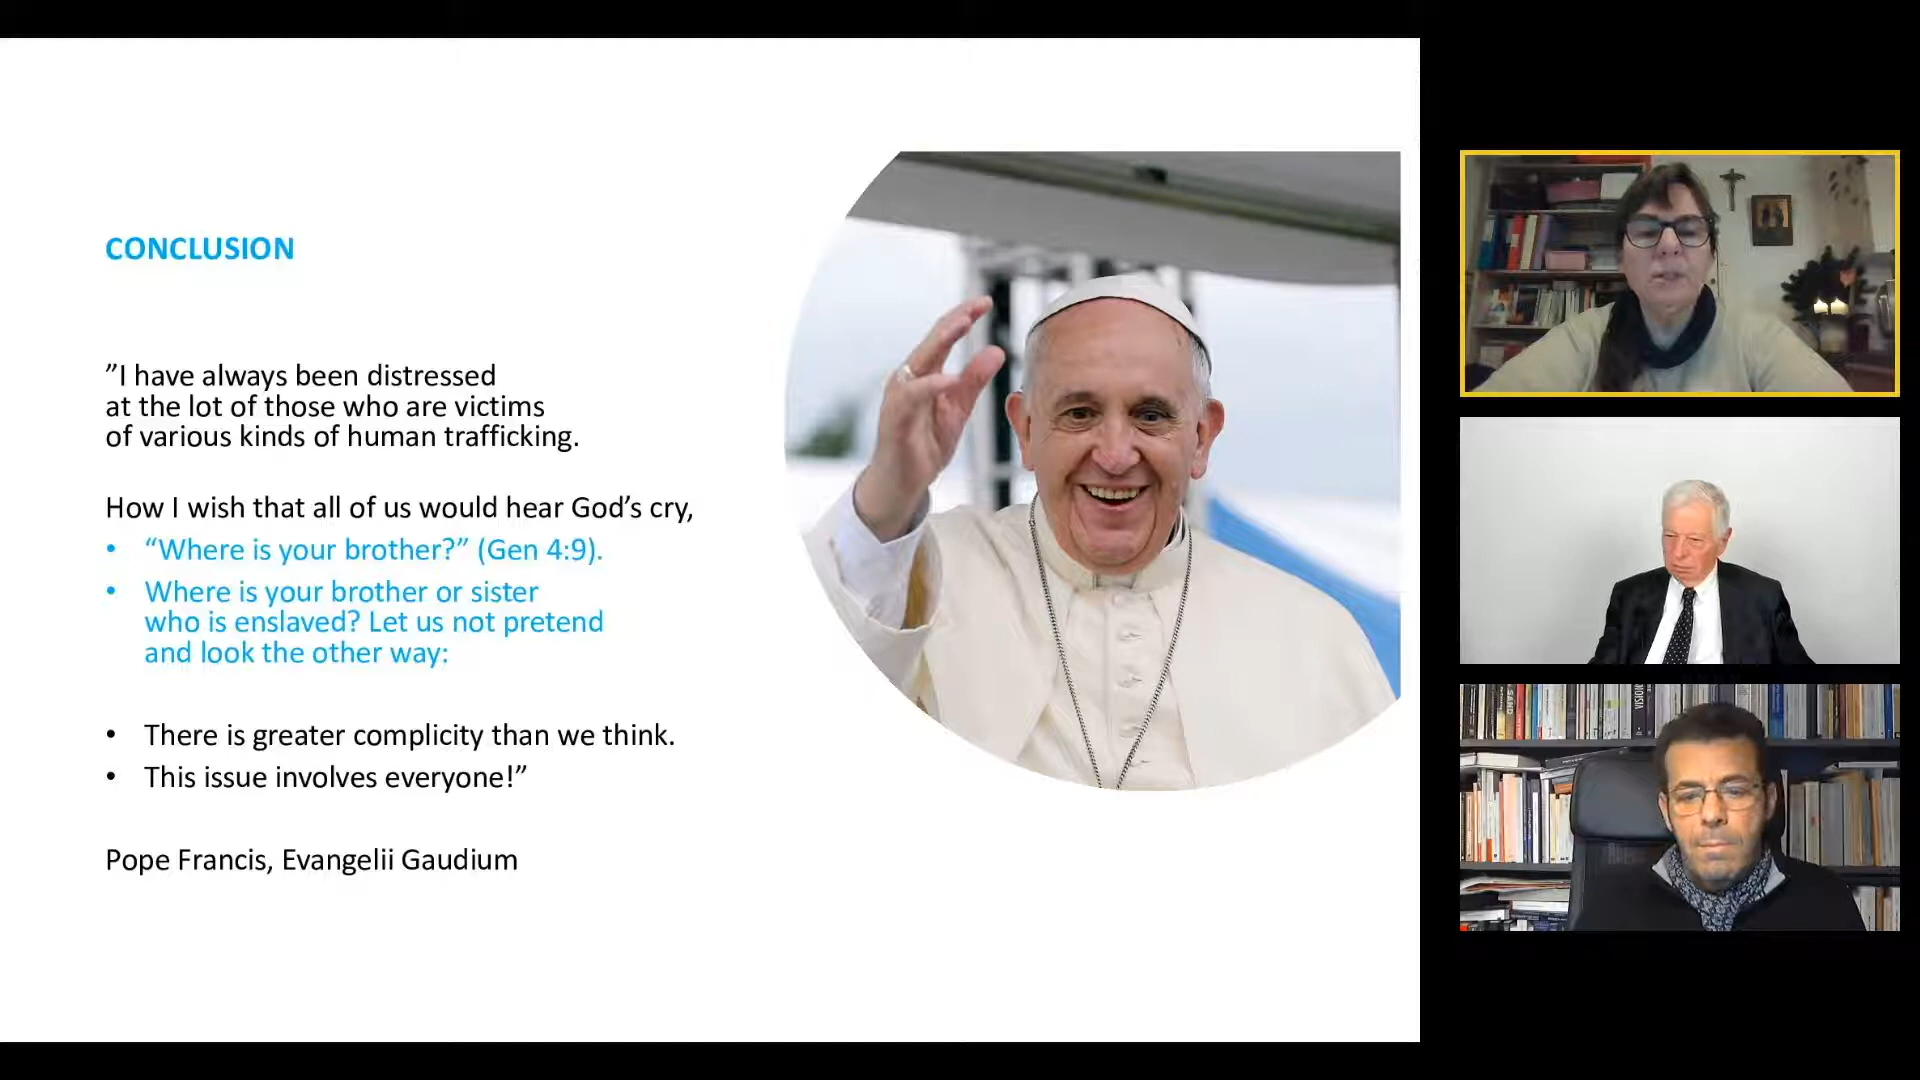 CONCLUSION
”I have always been distressed
at the lot of those who are victims
of various kinds of human trafficking.
How I wish that all of us would hear God’s cry,
• “Where is your brother?” (Gen 4:9).
• Where is your brother or sister
who is enslaved? Let us not pretend
and look the other way:
• There is greater complicity than we think.
• This issue involves everyone!”
Pope Francis, Evangelii Gaudium
SAND